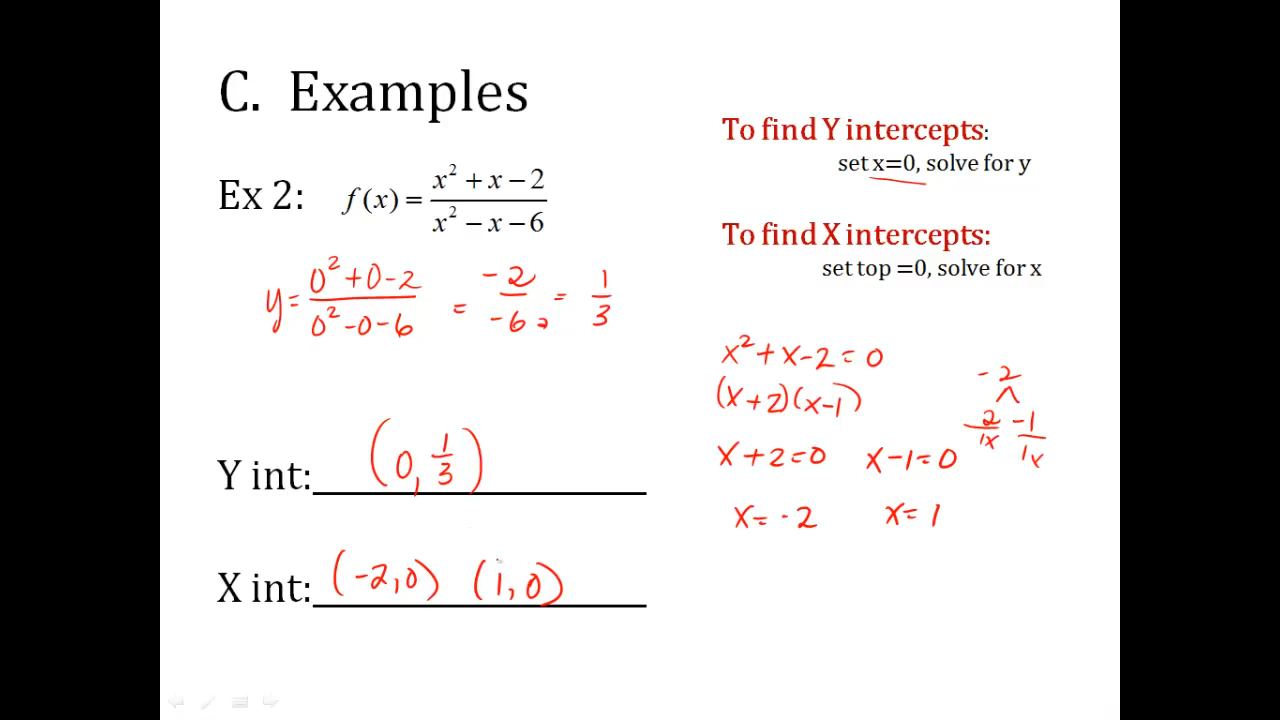 C. Examples
To find Y intercepts:
set x=0, solve for y
Ex 2: f(x) = (x² + x − 2)/(x² − x − 6)
To find X intercepts:
set top =0, solve for x
y = (0² + 0 - 2)/(0² - 0 - 6) = -2/-6 = 1/3
x² + x - 2 = 0
(x + 2)(x - 1)
-2
2/1x -1/1x
x + 2 = 0 x - 1 = 0
x = -2 x = 1
Y int: (0, 1/3)
X int: (-2, 0) (1, 0)